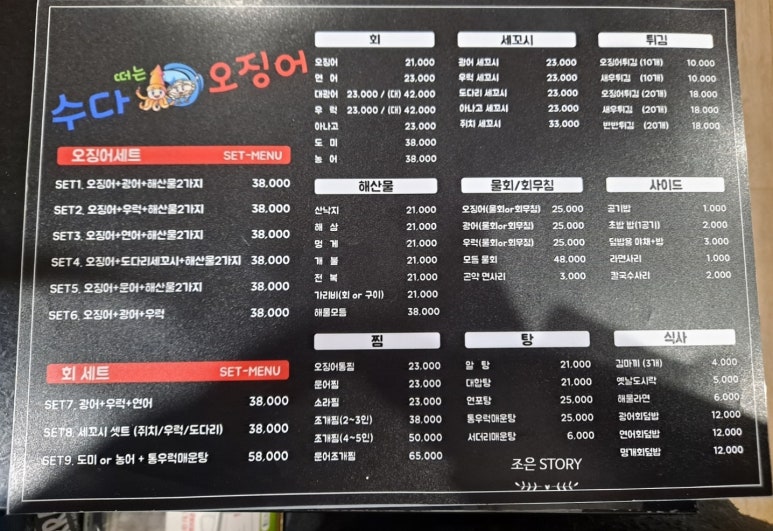 수다 떠는 오징어
오징어세트 SET-MENU
SET1. 오징어+광어+해산물2가지 38,000
SET2. 오징어+우럭+해산물2가지 38,000
SET3. 오징어+연어+해산물2가지 38,000
SET4. 오징어+도다리세꼬시+해산물2가지 38,000
SET5. 오징어+문어+해산물2가지 38,000
SET6. 오징어+광어+우럭 38,000
회 세트 SET-MENU
SET7. 광어+우럭+연어 38,000
SET8. 세꼬시 셋트 (쥐치/우럭/도다리) 38,000
SET9. 도미 or 농어 + 통우럭매운탕 58,000
회
오징어 21,000
연 어 23,000
대광어 23,000 / (대) 42,000
우 럭 23,000 / (대) 42,000
아나고 23,000
도 미 38,000
농 어 38,000
세꼬시
광어 세꼬시 23,000
우럭 세꼬시 23,000
도다리 세꼬시 23,000
아나고 세꼬시 23,000
쥐치 세꼬시 33,000
튀김
오징어튀김 (10개) 10,000
새우튀김 (10개) 10,000
오징어튀김 (20개) 18,000
새우튀김 (20개) 18,000
반반튀김 (20개) 18,000
해산물
산낙지 21,000
해 삼 21,000
멍 게 21,000
개 불 21,000
전 복 21,000
가리비(회 or 구이) 21,000
해물모듬 38,000
물회/회무침
오징어(물회or회무침) 25,000
광어(물회or회무침) 25,000
우럭(물회or회무침) 25,000
모듬 물회 48,000
곤약 면사리 3,000
사이드
공기밥 1,000
초밥 밥(1공기) 2,000
덮밥용 야채+밥 3,000
라면사리 1,000
칼국수사리 2,000
찜
오징어통찜 23,000
문어찜 23,000
소라찜 23,000
조개찜(2~3인) 38,000
조개찜(4~5인) 50,000
문어조개찜 65,000
탕
알 탕 21,000
대합탕 21,000
연포탕 25,000
통우럭매운탕 25,000
서더리매운탕 6,000
식사
김마끼 (3개) 4,000
옛날도시락 5,000
해물라면 6,000
광어회덮밥 12,000
연어회덮밥 12,000
멍개회덮밥 12,000
조은 STORY